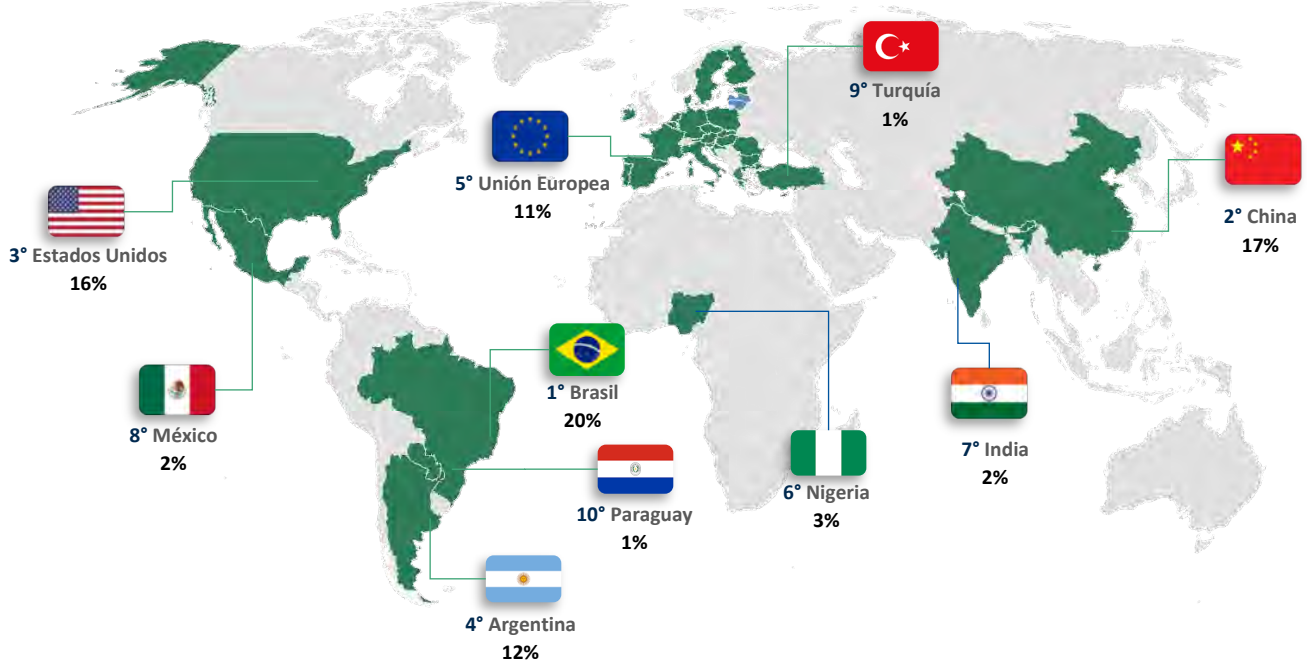 9° Turquía
1%
5° Unión Europea
11%
2° China
17%
3° Estados Unidos
16%
1° Brasil
20%
8° México
2%
7° India
2%
6° Nigeria
3%
10° Paraguay
1%
4° Argentina
12%